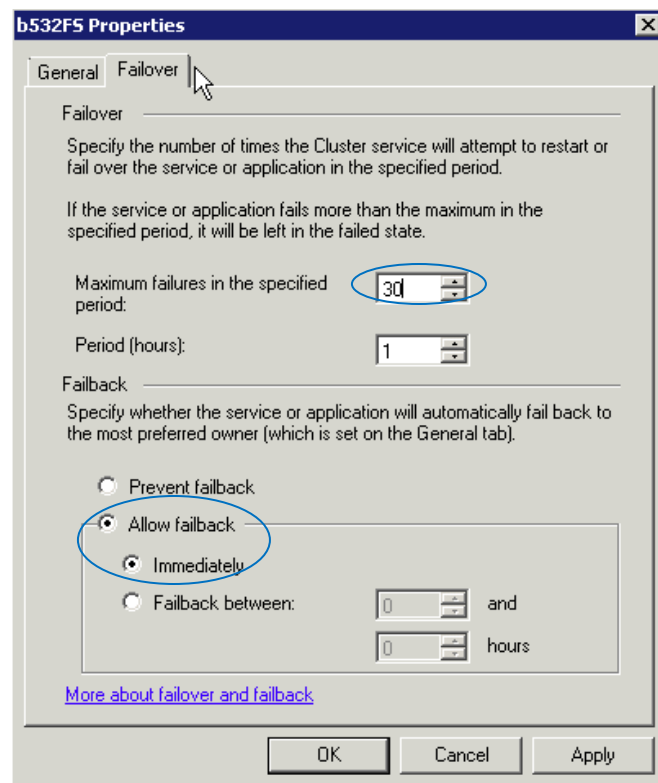 b532FS Properties
General Failover
Failover
Specify the number of times the Cluster service will attempt to restart or
fail over the service or application in the specified period.
If the service or application fails more than the maximum in the
specified period, it will be left in the failed state.
Maximum failures in the specified
period:
30
Period (hours):
1
Failback
Specify whether the service or application will automatically fail back to
the most preferred owner (which is set on the General tab).
Prevent failback
Allow failback
Immediately
Failback between: 0 and
0 hours
More about failover and failback
OK Cancel Apply